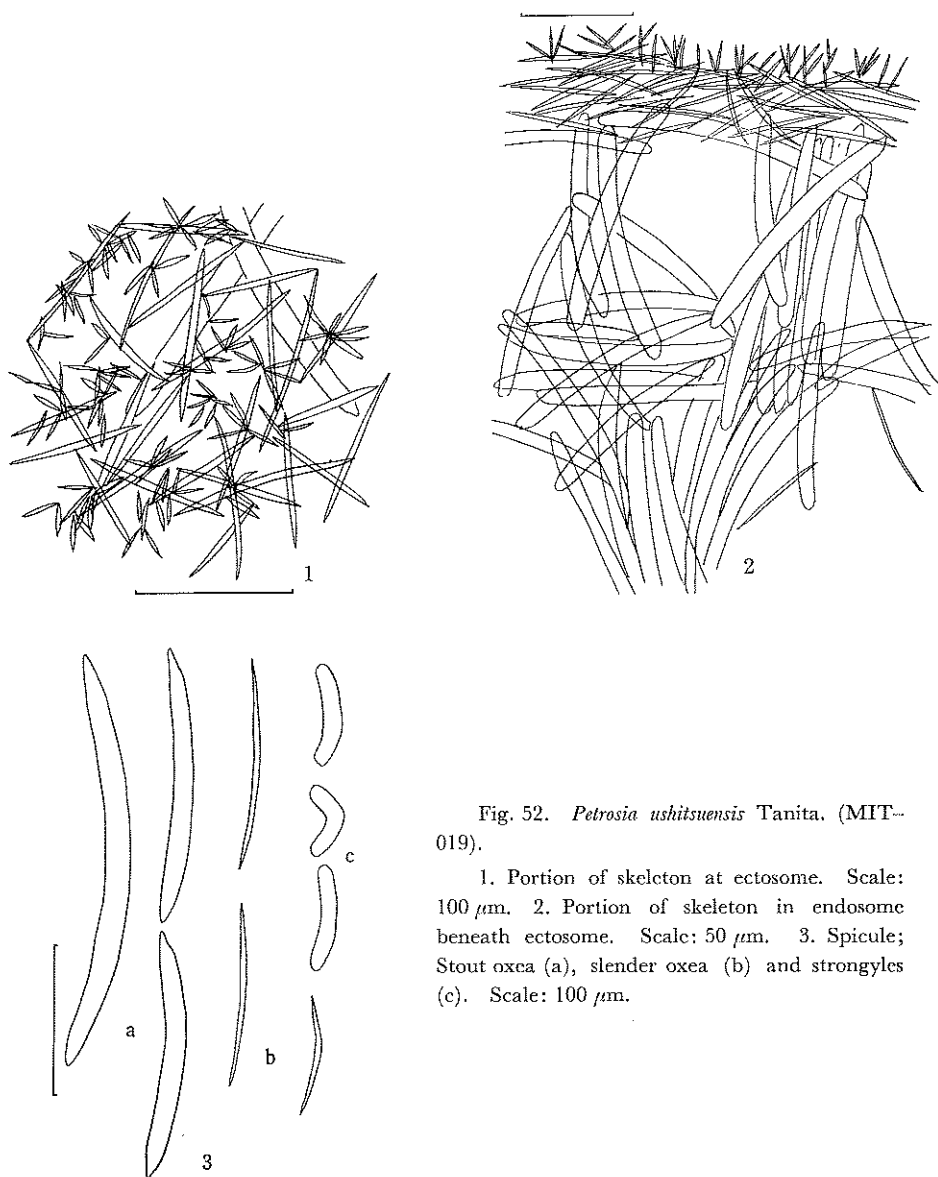 1
2
a
b
c
3
Fig. 52. Petrosia ushitsuensis Tanita. (MIT-
019).
1. Portion of skeleton at ectosome. Scale:
100 μm. 2. Portion of skeleton in endosome
beneath ectosome. Scale: 50 μm. 3. Spicule;
Stout oxea (a), slender oxea (b) and strongyles
(c). Scale: 100 μm.